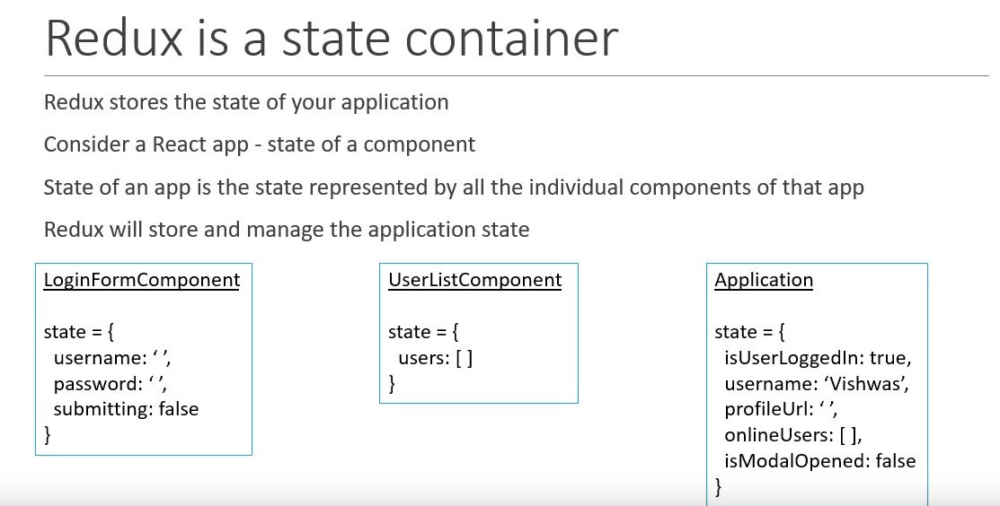 Redux is a state container
Redux stores the state of your application
Consider a React app - state of a component
State of an app is the state represented by all the individual components of that app
Redux will store and manage the application state
LoginFormComponent
state = {
username: ‘ ’,
password: ‘ ’,
submitting: false
}
UserListComponent
state = {
users: [ ]
}
Application
state = {
isUserLoggedIn: true,
username: ‘Vishwas’,
profileUrl: ‘ ’,
onlineUsers: [ ],
isModalOpened: false
}